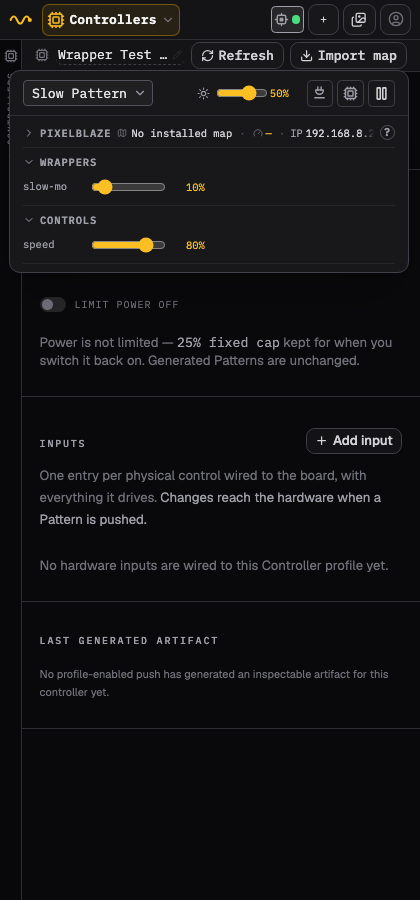 Controllers
+
Wrapper Test …
Refresh
Import map
Slow Pattern
50%
PIXELBLAZE No installed map · — · IP 192.168.8.
?
WRAPPERS
slow-mo 10%
CONTROLS
speed 80%
LIMIT POWER OFF
Power is not limited — 25% fixed cap kept for when you
switch it back on. Generated Patterns are unchanged.
INPUTS
+ Add input
One entry per physical control wired to the board, with
everything it drives. Changes reach the hardware when a
Pattern is pushed.
No hardware inputs are wired to this Controller profile yet.
LAST GENERATED ARTIFACT
No profile-enabled push has generated an inspectable artifact for this
controller yet.